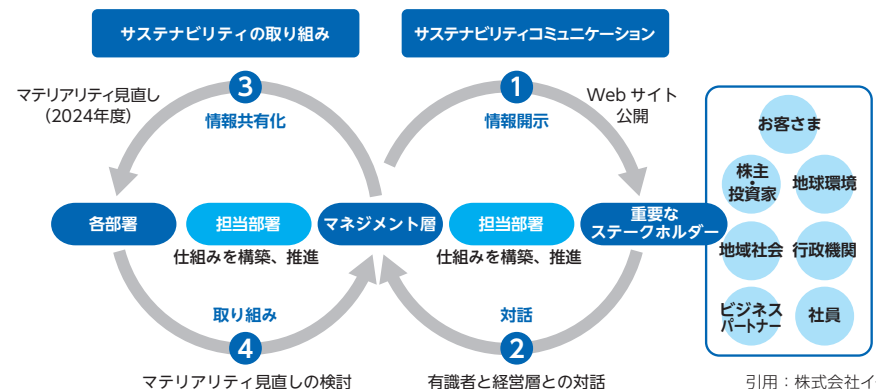 サステナビリティの取り組み
サステナビリティコミュニケーション
マテリアリティ見直し
(2024年度)
3
情報共有化
1
情報開示
Web サイト
公開
各部署
担当部署
仕組みを構築、推進
マネジメント層
担当部署
仕組みを構築、推進
重要な
ステークホルダー
取り組み
4
マテリアリティ見直しの検討
対話
2
有識者と経営層との対話
お客さま
株主
・
投資家
地球環境
地域社会
行政機関
ビジネス
パートナー
社員
引用:株式会社イ